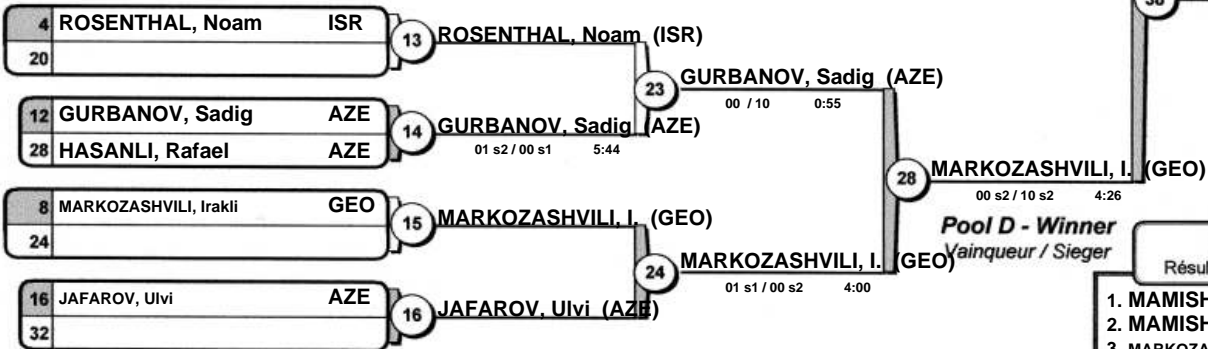 4 ROSENTHAL, Noam ISR
20
13 ROSENTHAL, Noam (ISR)
12 GURBANOV, Sadig AZE
28 HASANLI, Rafael AZE
14 GURBANOV, Sadig (AZE)
01 s2 / 00 s1 5:44
23 GURBANOV, Sadig (AZE)
00 / 10 0:55
8 MARKOZASHVILI, Irakli GEO
24
15 MARKOZASHVILI, I. (GEO)
16 JAFAROV, Ulvi AZE
32
16 JAFAROV, Ulvi (AZE)
24 MARKOZASHVILI, I. (GEO)
01 s1 / 00 s2 4:00
28 MARKOZASHVILI, I. (GEO)
00 s2 / 10 s2 4:26
Pool D - Winner
Vainqueur / Sieger
Résul
1. MAMISH
2. MAMISH
3. MARKOZA